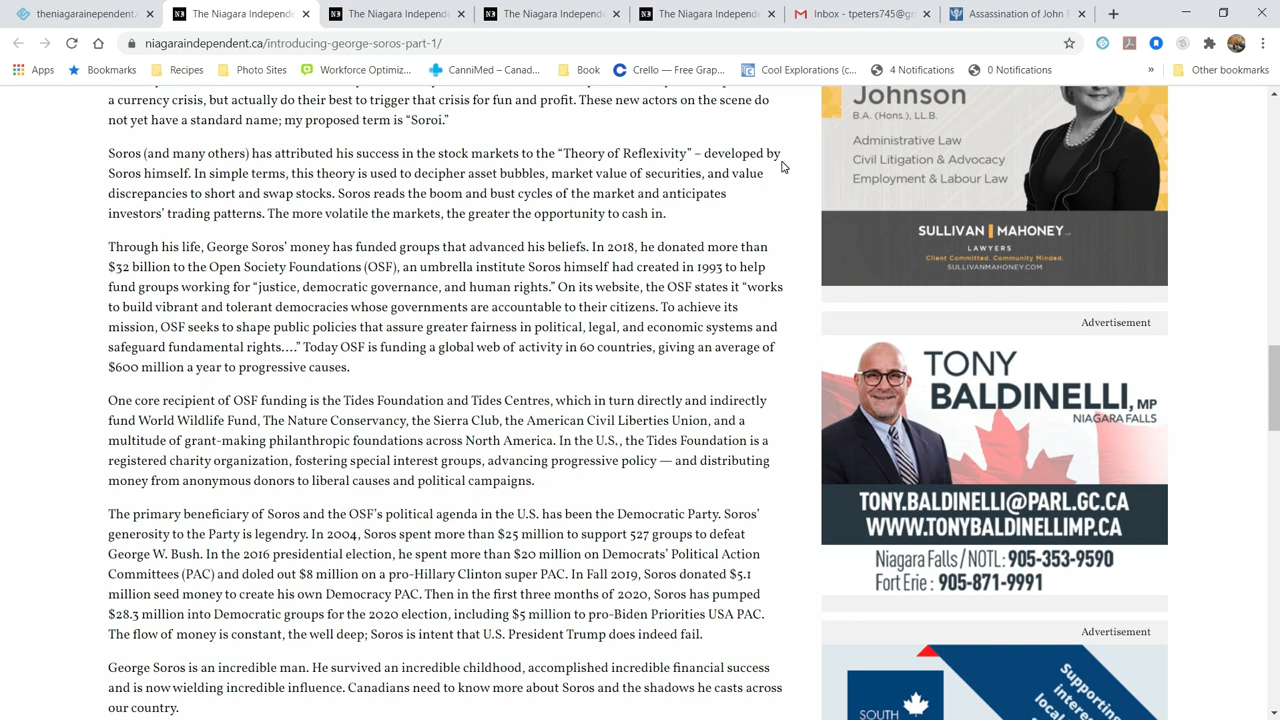 theniagaraindependent.
The Niagara Independent
The Niagara Independent
The Niagara Independe
The Niagara Independe
Inbox - tpeters745@g
Assassination of John F
niagaraindependent.ca/introducing-george-soros-part-1/
Apps
Bookmarks
Recipes
Photo Sites
Workforce Optimiz...
CanniMed – Canad...
Book
Crello — Free Grap...
Cool Explorations (c...
4 Notifications
0 Notifications
»
Other bookmarks
a currency crisis, but actually do their best to trigger that crisis for fun and profit. These new actors on the scene do
not yet have a standard name; my proposed term is “Soroi.”
Soros (and many others) has attributed his success in the stock markets to the “Theory of Reflexivity” – developed by
Soros himself. In simple terms, this theory is used to decipher asset bubbles, market value of securities, and value
discrepancies to short and swap stocks. Soros reads the boom and bust cycles of the market and anticipates
investors’ trading patterns. The more volatile the markets, the greater the opportunity to cash in.
Through his life, George Soros’ money has funded groups that advanced his beliefs. In 2018, he donated more than
$32 billion to the Open Society Foundations (OSF), an umbrella institute Soros himself had created in 1993 to help
fund groups working for “justice, democratic governance, and human rights.” On its website, the OSF states it “works
to build vibrant and tolerant democracies whose governments are accountable to their citizens. To achieve its
mission, OSF seeks to shape public policies that assure greater fairness in political, legal, and economic systems and
safeguard fundamental rights….” Today OSF is funding a global web of activity in 60 countries, giving an average of
$600 million a year to progressive causes.
One core recipient of OSF funding is the Tides Foundation and Tides Centres, which in turn directly and indirectly
fund World Wildlife Fund, The Nature Conservatory, the Sierra Club, the American Civil Liberties Union, and a
multitude of grant-making philanthropic foundations across North America. In the U.S., the Tides Foundation is a
registered charity organization, fostering special interest groups, advancing progressive policy — and distributing
money from anonymous donors to liberal causes and political campaigns.
The primary beneficiary of Soros and the OSF’s political agenda in the U.S. has been the Democratic Party. Soros’
generosity to the Party is legendary. In 2004, Soros spent more than $25 million to support 527 groups to defeat
George W. Bush. In the 2016 presidential election, he spent more than $20 million on Democrats’ Political Action
Committees (PAC) and doled out $8 million on a pro-Hillary Clinton super PAC. In Fall 2019, Soros donated $5.1
million seed money to create his own Democracy PAC. Then in the first three months of 2020, Soros has pumped
$28.3 million into Democratic groups for the 2020 election, including $5 million to pro-Biden Priorities USA PAC.
The flow of money is constant, the well deep; Soros is intent that U.S. President Trump does indeed fail.
George Soros is an incredible man. He survived an incredible childhood, accomplished incredible financial success
and is now wielding incredible influence. Canadians need to know more about Soros and the shadows he casts across
our country.
Johnson
B.A. (Hons.), LL.B.
Administrative Law
Civil Litigation & Advocacy
Employment & Labour Law
SULLIVAN MAHONEY
LAWYERS
Client Committed. Community Minded.
SULLIVANMAHONEY.COM
Advertisement
TONY
BALDINELLI, MP
NIAGARA FALLS
TONY.BALDINELLI@PARL.GC.CA
WWW.TONYBALDINELLIMP.CA
Niagara Falls / NOTL: 905-353-9590
Fort Erie : 905-871-9991
Advertisement
SOUTH
Supporting
interes
local